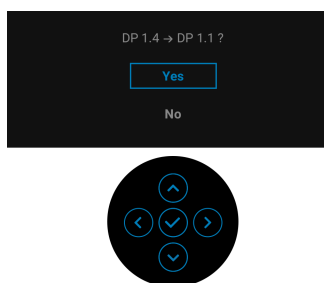 DP 1.4 → DP 1.1 ?
Yes
No